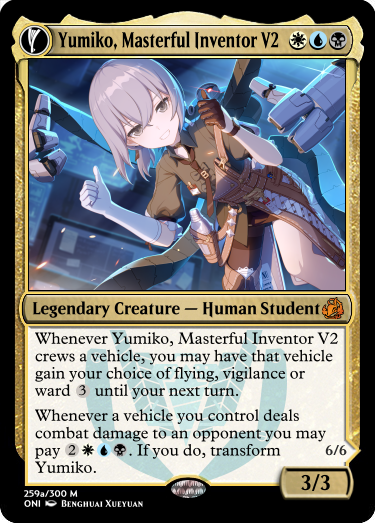 Yumiko, Masterful Inventor V2
Legendary Creature — Human Student
Whenever Yumiko, Masterful Inventor V2
crews a vehicle, you may have that vehicle
gain your choice of flying, vigilance or
ward 3 until your next turn.
Whenever a vehicle you control deals
combat damage to an opponent you may
pay 2. If you do, transform
Yumiko.
6/6
3/3
259a/300 M
ONI BENGHUAI XUEYUAN